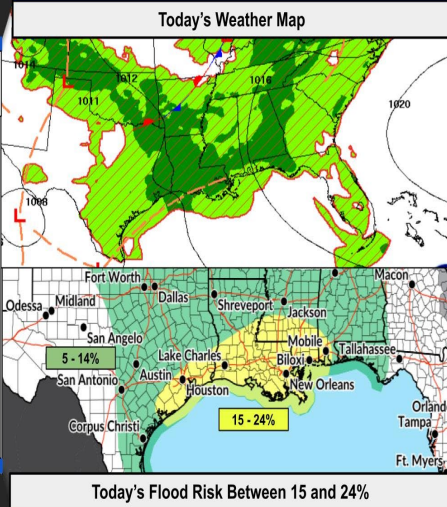 Today's Weather Map
1014
1012
1016
1011
1020
1008
L
L
Fort Worth
Dallas
Macon
Odessa
Midland
Shreveport
Jackson
San Angelo
5 - 14%
Lake Charles
Mobile
Biloxi
Tallahassee
San Antonio
Austin
Houston
New Orleans
15 - 24%
Corpus Christi
Orland
Tampa
Ft. Myers
Today's Flood Risk Between 15 and 24%